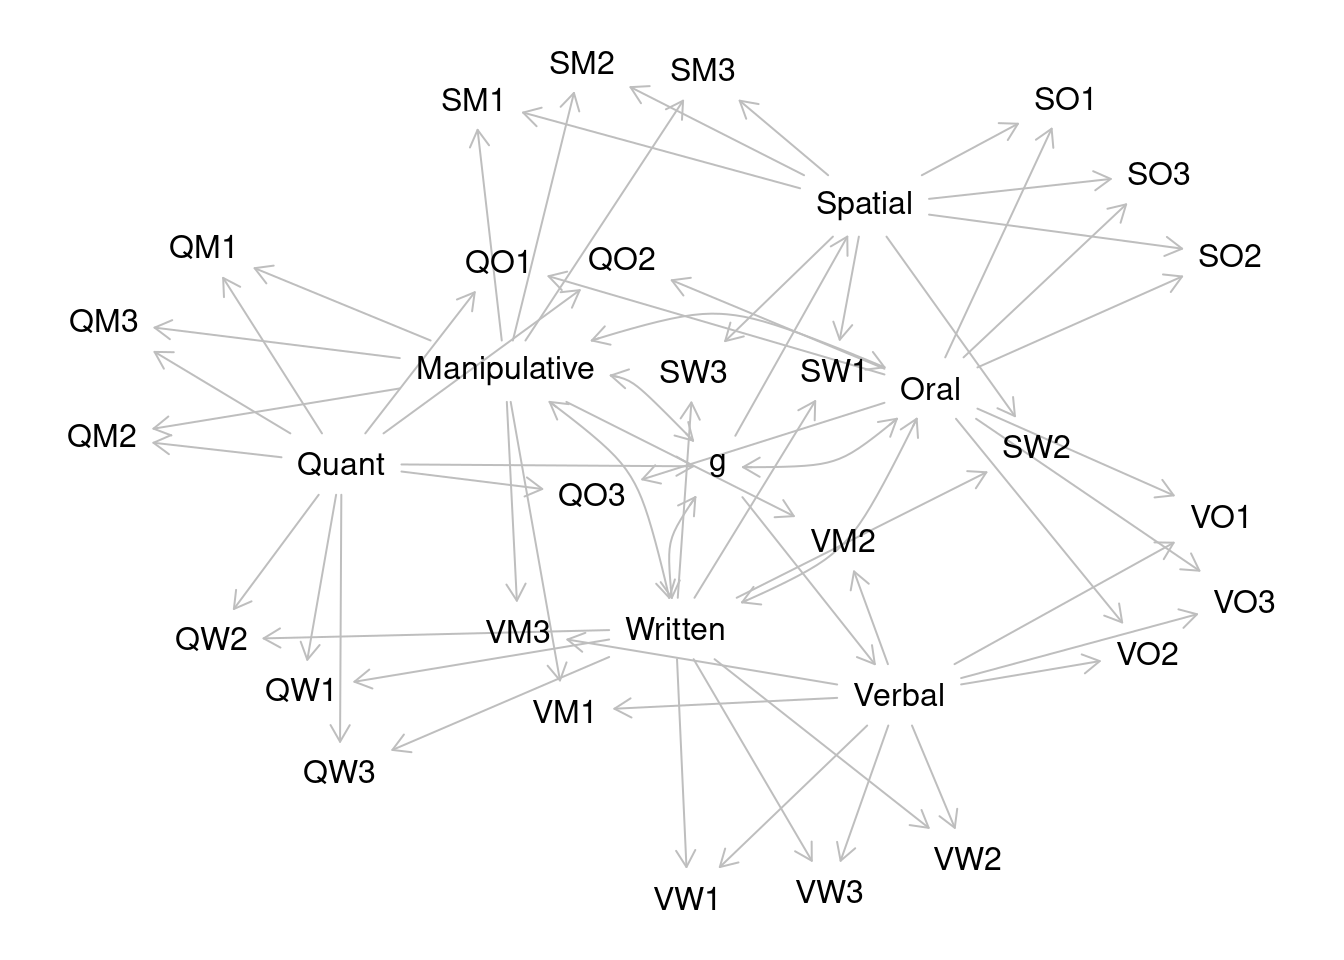 SM2
SM3
SM1
SO1
SO3
Spatial
QM1
QO1
QO2
SO2
QM3
Manipulative
SW3
SW1
Oral
QM2
Quant
g
SW2
QO3
VO1
VM2
VO3
QW2
VM3
Written
VO2
QW1
VM1
Verbal
QW3
VW2
VW1
VW3